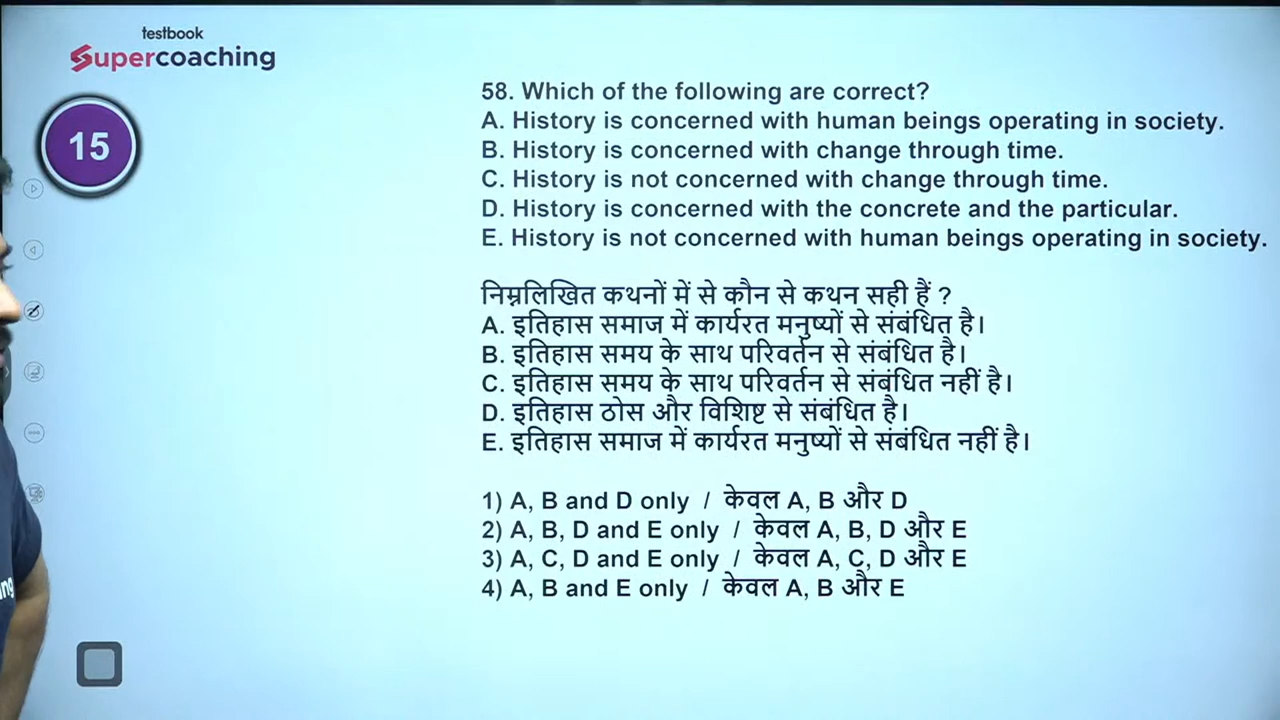 testbook
Supercoaching
15
58. Which of the following are correct?
A. History is concerned with human beings operating in society.
B. History is concerned with change through time.
C. History is not concerned with change through time.
D. History is concerned with the concrete and the particular.
E. History is not concerned with human beings operating in society.
निम्नलिखित कथनों में से कौन से कथन सही हैं ?
A. इतिहास समाज में कार्यरत मनुष्यों से संबंधित है।
B. इतिहास समय के साथ परिवर्तन से संबंधित है।
C. इतिहास समय के साथ परिवर्तन से संबंधित नहीं है।
D. इतिहास ठोस और विशिष्ट से संबंधित है।
E. इतिहास समाज में कार्यरत मनुष्यों से संबंधित नहीं है।
1) A, B and D only / केवल A, B और D
2) A, B, D and E only / केवल A, B, D और E
3) A, C, D and E only / केवल A, C, D और E
4) A, B and E only / केवल A, B और E